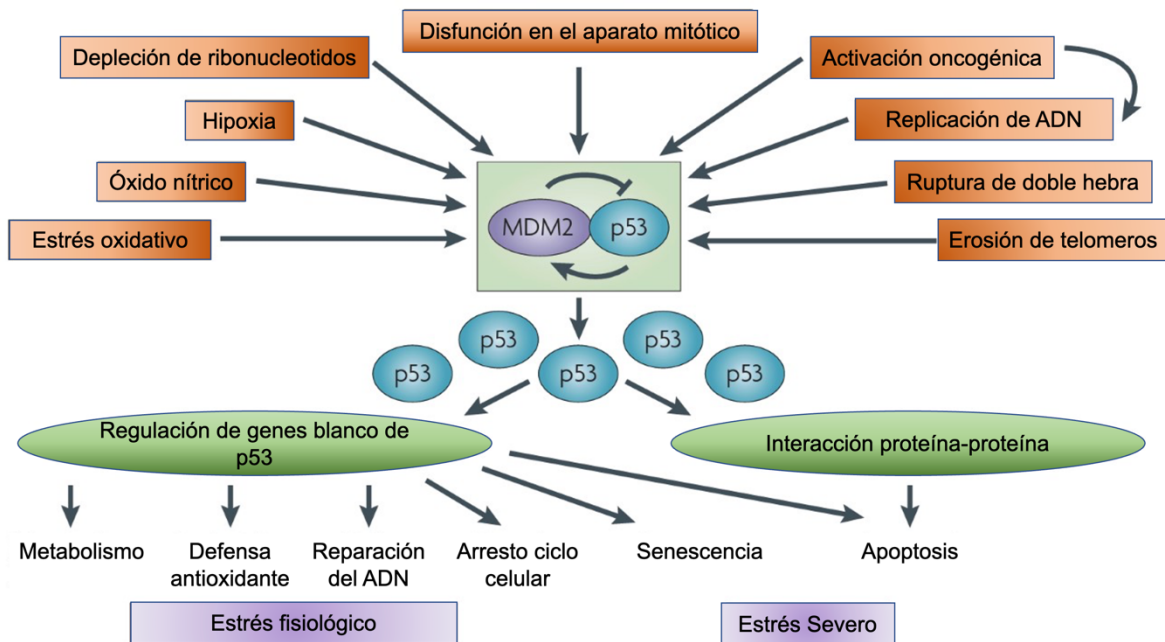 Disfunción en el aparato mitótico
Depleción de ribonucleotidos
Activación oncogénica
Hipoxia
Replicación de ADN
Óxido nítrico
Ruptura de doble hebra
Estrés oxidativo
Erosión de telomeros
MDM2
p53
p53
p53
p53
p53
p53
Regulación de genes blanco de
p53
Interacción proteína-proteína
Metabolismo
Defensa
antioxidante
Reparación
del ADN
Arresto ciclo
celular
Senescencia
Apoptosis
Estrés fisiológico
Estrés Severo